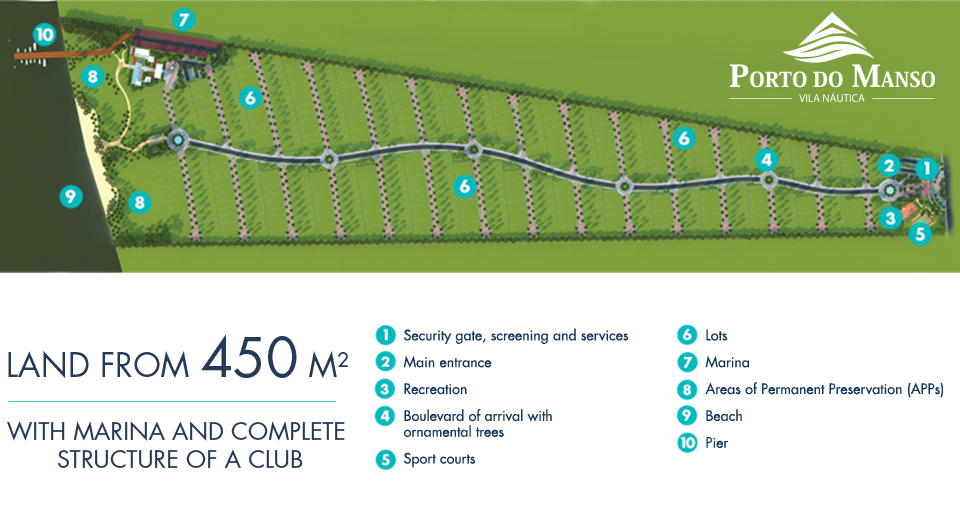 10
7
8
6
PORTO DO MANSO
VILA NÁUTICA
6
4
2
1
9
8
6
3
5
LAND FROM 450 M²
WITH MARINA AND COMPLETE
STRUCTURE OF A CLUB
1 Security gate, screening and services
2 Main entrance
3 Recreation
4 Boulevard of arrival with
ornamental trees
5 Sport courts
6 Lots
7 Marina
8 Areas of Permanent Preservation (APPs)
9 Beach
10 Pier